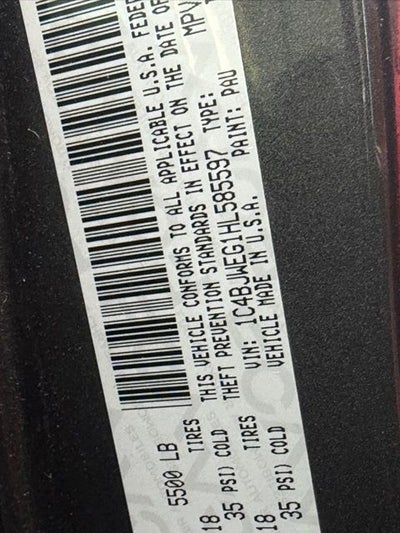 5500 LB
TIRES
18
35 PSI) COLD
TIRES
18
35 PSI) COLD
THIS VEHICLE CONFORMS TO ALL APPLICABLE U.S.A. FEDE
THEFT PREVENTION STANDARDS IN EFFECT ON THE DATE OF
VIN: 1C4BJWEG1HL585597 TYPE: MPV
VEHICLE MADE IN U.S.A. PAINT: PAU